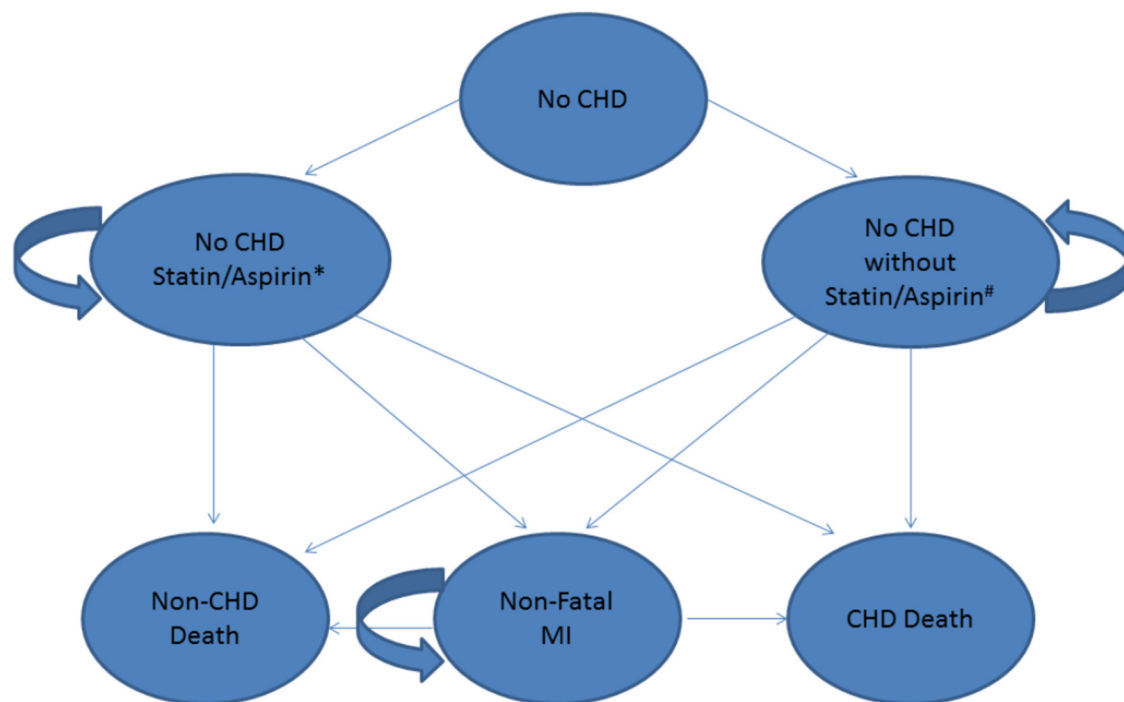 No CHD
No CHD
Statin/Aspirin*
No CHD
without
Statin/Aspirin#
Non-CHD
Death
Non-Fatal
MI
CHD Death